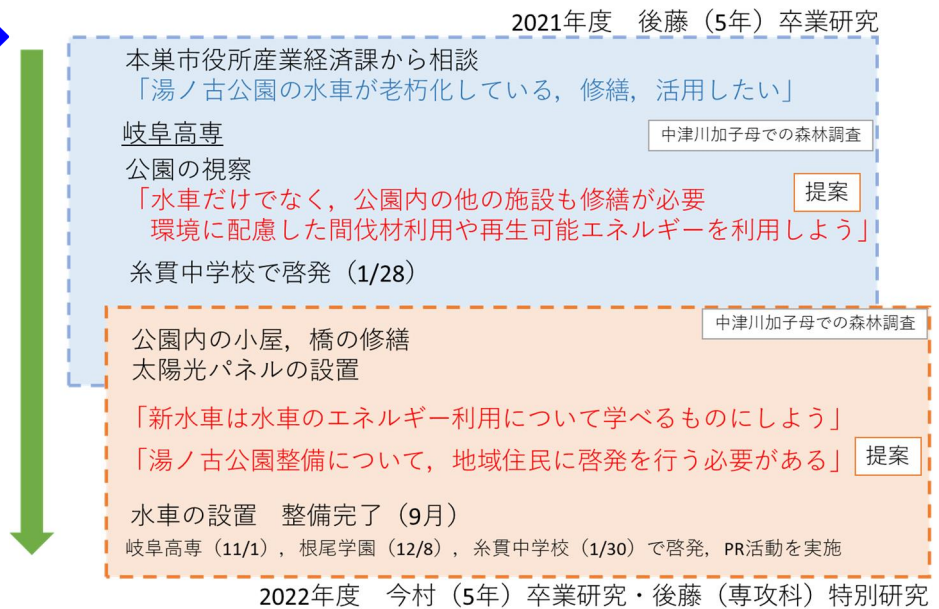 2021年度　後藤（5年）卒業研究
本巣市役所産業経済課から相談
「湯ノ古公園の水車が老朽化している，修繕，活用したい」
岐阜高専
中津川加子母での森林調査
公園の視察
提案
「水車だけでなく，公園内の他の施設も修繕が必要
環境に配慮した間伐材利用や再生可能エネルギーを利用しよう」
糸貫中学校で啓発（1/28）
中津川加子母での森林調査
公園内の小屋，橋の修繕
太陽光パネルの設置
「新水車は水車のエネルギー利用について学べるものにしよう」
「湯ノ古公園整備について，地域住民に啓発を行う必要がある」
提案
水車の設置　整備完了（9月）
岐阜高専（11/1），根尾学園（12/8），糸貫中学校（1/30）で啓発，PR活動を実施
2022年度　今村（5年）卒業研究・後藤（専攻科）特別研究